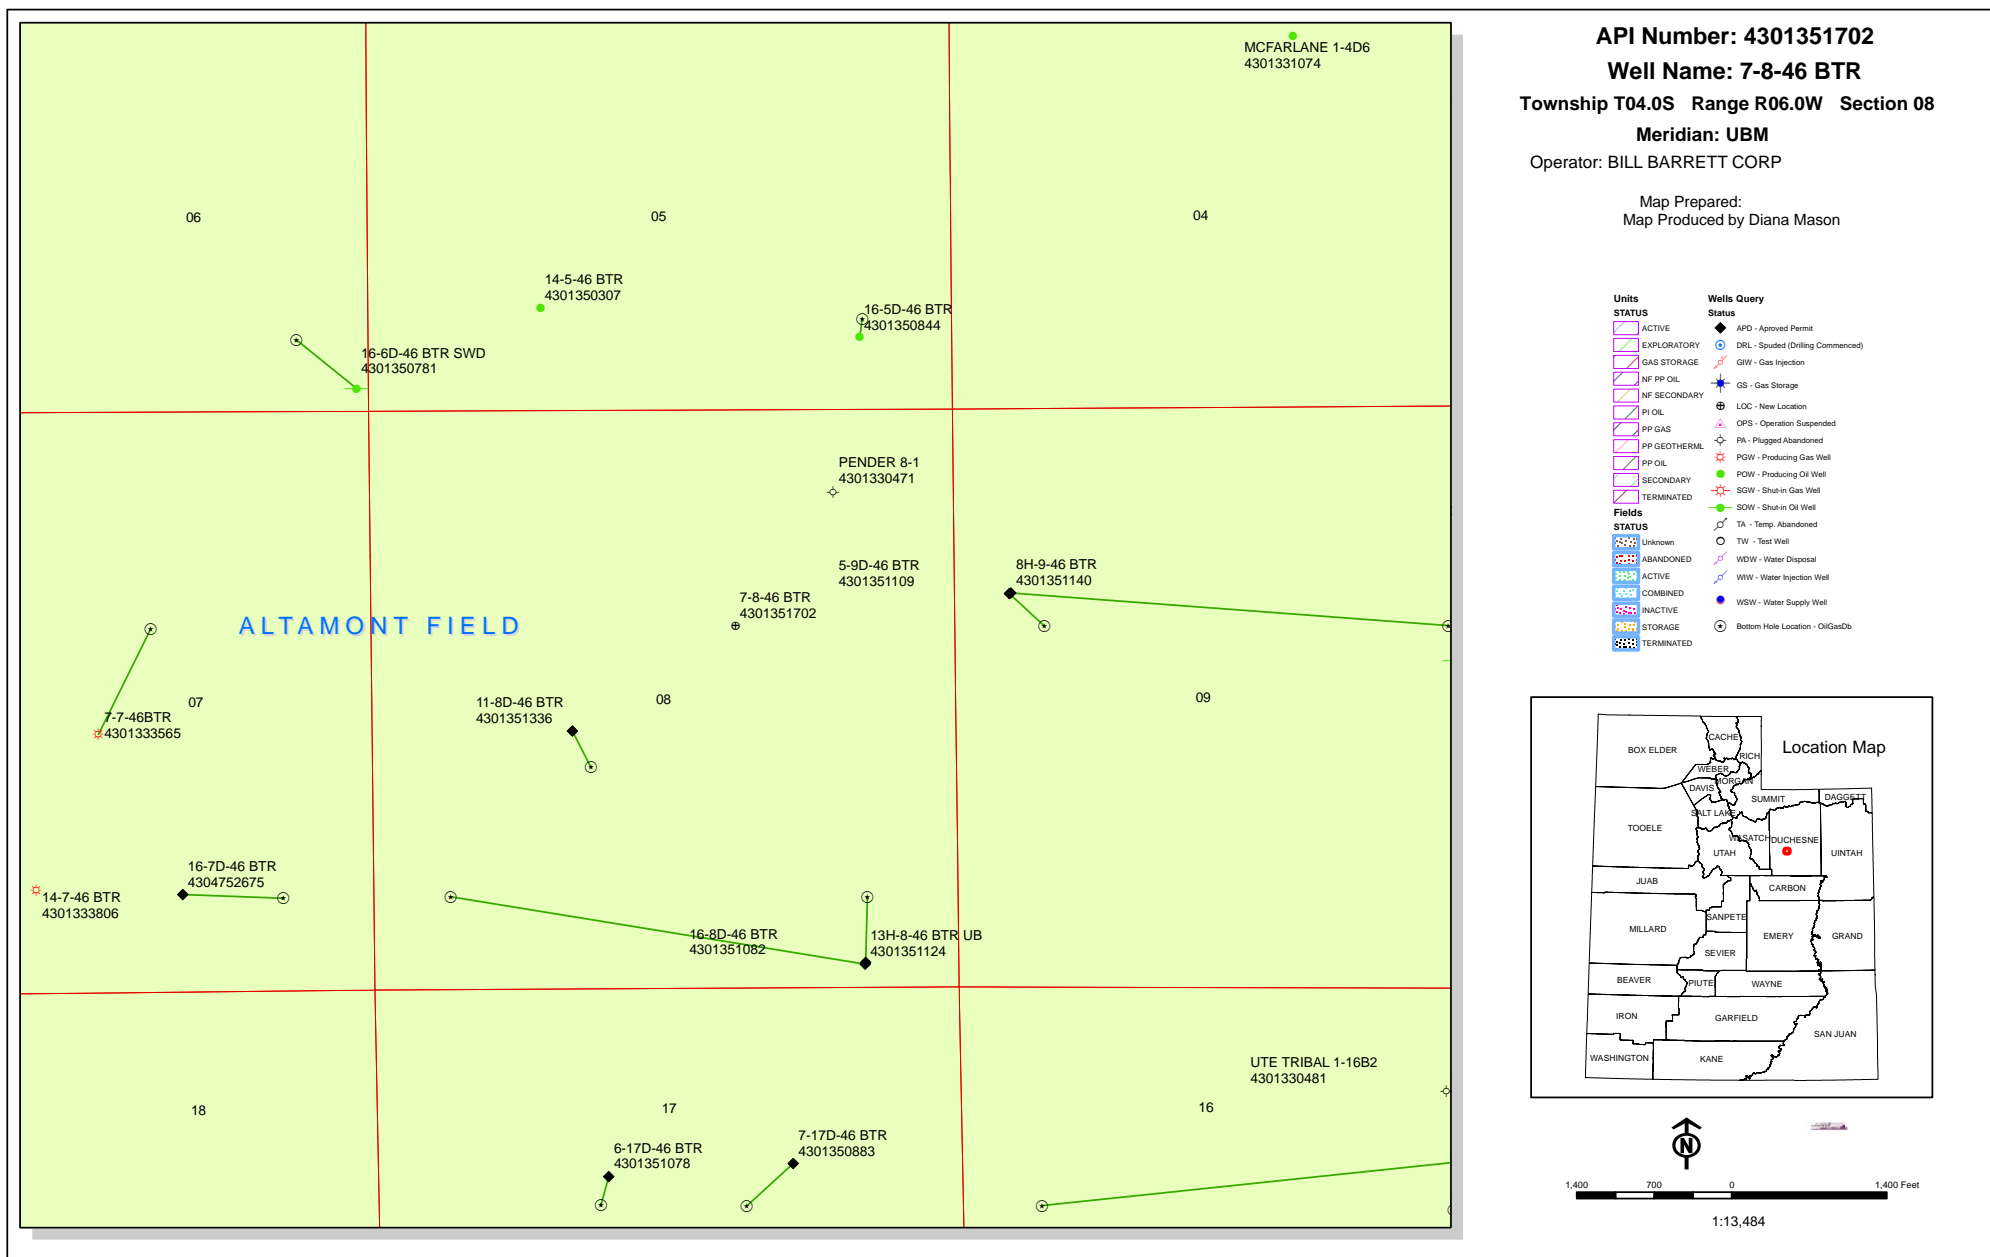 API Number: 4301351702
Well Name: 7-8-46 BTR
Township T04.0S Range R06.0W Section 08
Meridian: UBM
Operator: BILL BARRETT CORP
Map Prepared:
Map Produced by Diana Mason
MCFARLANE 1-4D6
4301331074
06
05
04
14-5-46 BTR
4301350307
16-5D-46 BTR
4301350844
16-6D-46 BTR SWD
4301350781
PENDER 8-1
4301330471
5-9D-46 BTR
4301351109
8H-9-46 BTR
4301351140
7-8-46 BTR
4301351702
ALTAMONT FIELD
07
08
09
7-7-46BTR
4301333565
11-8D-46 BTR
4301351336
16-7D-46 BTR
4304752675
14-7-46 BTR
4301333806
16-8D-46 BTR
4301351082
13H-8-46 BTR UB
4301351124
UTE TRIBAL 1-16B2
4301330481
18
17
16
6-17D-46 BTR
4301351078
7-17D-46 BTR
4301350883
Units
STATUS
ACTIVE
EXPLORATORY
GAS STORAGE
NF PP OIL
NF SECONDARY
PI OIL
PP GAS
PP GEOTHERML
PP OIL
SECONDARY
TERMINATED
Fields
STATUS
Unknown
ABANDONED
ACTIVE
COMBINED
INACTIVE
STORAGE
TERMINATED
Wells Query
Status
APD - Aproved Permit
DRL - Spuded (Drilling Commenced)
GIW - Gas Injection
GS - Gas Storage
LOC - New Location
OPS - Operation Suspended
PA - Plugged Abandoned
PGW - Producing Gas Well
POW - Producing Oil Well
SGW - Shut-in Gas Well
SOW - Shut-in Oil Well
TA - Temp. Abandoned
TW - Test Well
WDW - Water Disposal
WIW - Water Injection Well
WSW - Water Supply Well
Bottom Hole Location - OilGasDb
Location Map
BOX ELDER
CACHE
RICH
WEBER
MORGAN
DAVIS
SUMMIT
DAGGETT
SALT LAKE
TOOELE
WASATCH
DUCHESNE
UTAH
UINTAH
JUAB
CARBON
SANPETE
MILLARD
EMERY
GRAND
SEVIER
BEAVER
PIUTE
WAYNE
IRON
GARFIELD
SAN JUAN
WASHINGTON
KANE
N
1,400 700 0 1,400 Feet
1:13,484